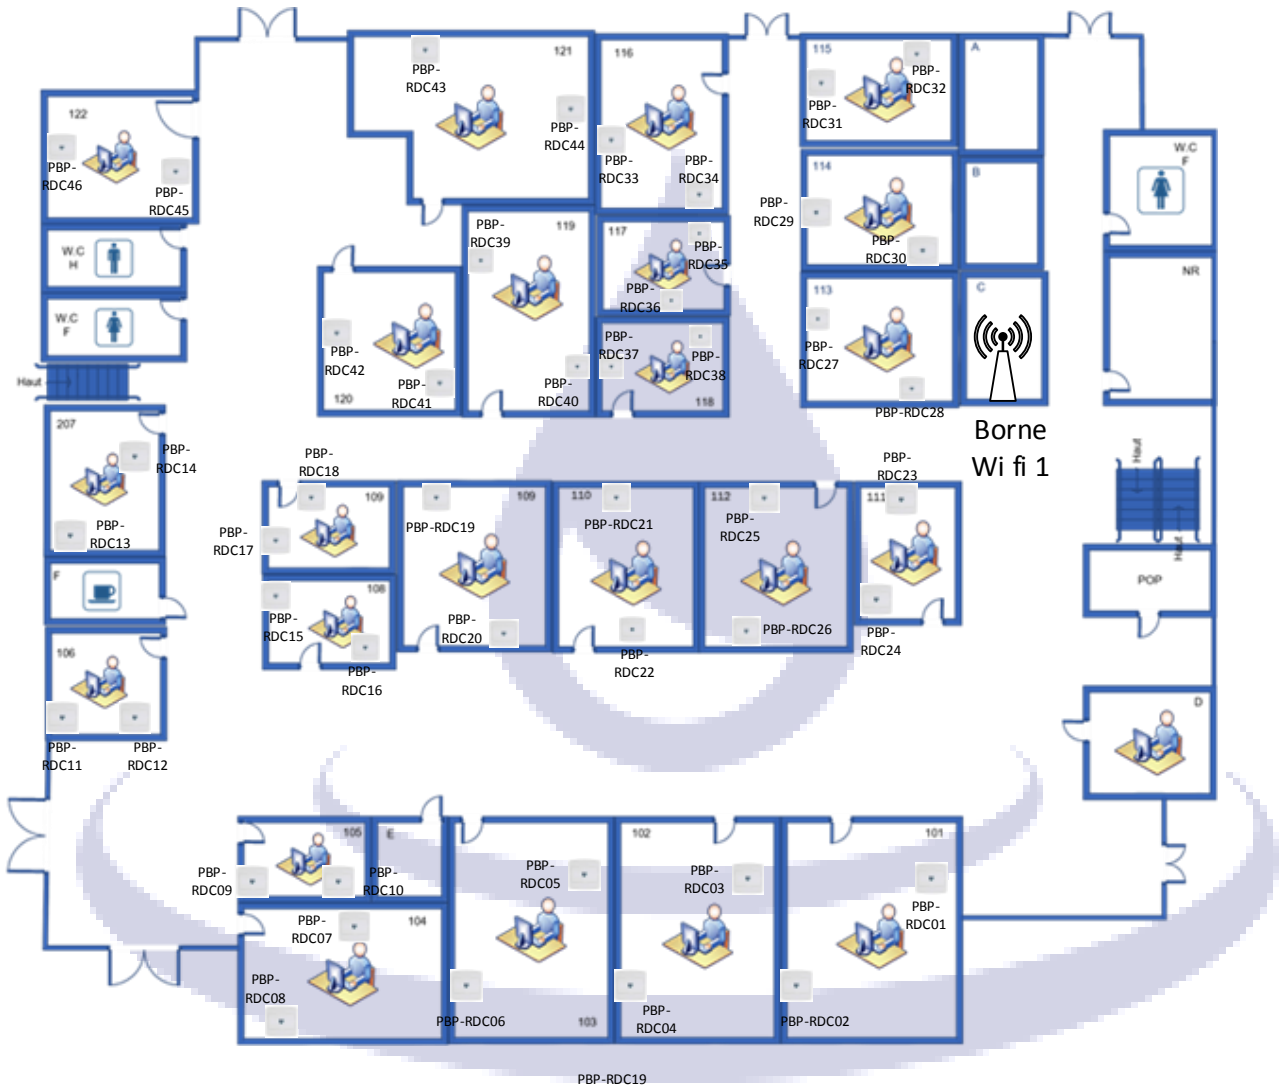 121
116
115
A
PBP-
RDC43
PBP-
RDC32
122
PBP-
RDC44
PBP-
RDC31
PBP-
RDC33
PBP-
RDC34
W.C
F
PBP-
RDC46
PBP-
RDC45
114
B
PBP-
RDC29
PBP-
RDC30
PBP-
RDC39
119
117
PBP-
RDC35
PBP-
RDC36
W.C
H
NR
113
C
W.C
F
PBP-
RDC42
PBP-
RDC37
PBP-
RDC38
PBP-
RDC27
Haut
PBP-
RDC41
PBP-
RDC40
120
118
PBP-RDC28
Borne
Wi fi 1
207
PBP-
RDC14
PBP-
RDC18
PBP-
RDC23
Haut
109
109
110
112
111
PBP-
RDC13
PBP-
RDC17
PBP-RDC19
PBP-RDC21
PBP-
RDC25
Haut
F
108
POP
PBP-
RDC15
PBP-
RDC20
PBP-RDC26
PBP-
RDC16
PBP-
RDC22
PBP-
RDC24
106
D
PBP-
RDC11
PBP-
RDC12
105
E
102
101
PBP-
RDC09
PBP-
RDC10
PBP-
RDC05
PBP-
RDC03
PBP-
RDC01
PBP-
RDC07
104
PBP-
RDC08
PBP-RDC06
103
PBP-
RDC04
PBP-RDC02
PBP-RDC19